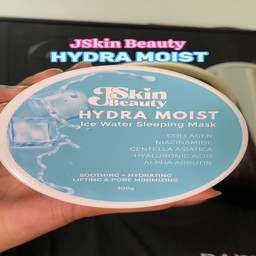 JSkin Beauty
HYDRA MOIST
JSkin
Beauty
HYDRA MOIST
Ice Water Sleeping Mask
COLLAGEN
NIACINAMIDE
CENTELLA ASIATICA
HYALURONIC ACID
ALPHA ARBUTIN
SOOTHING + HYDRATING
LIFTING & PORE MINIMIZING
300g